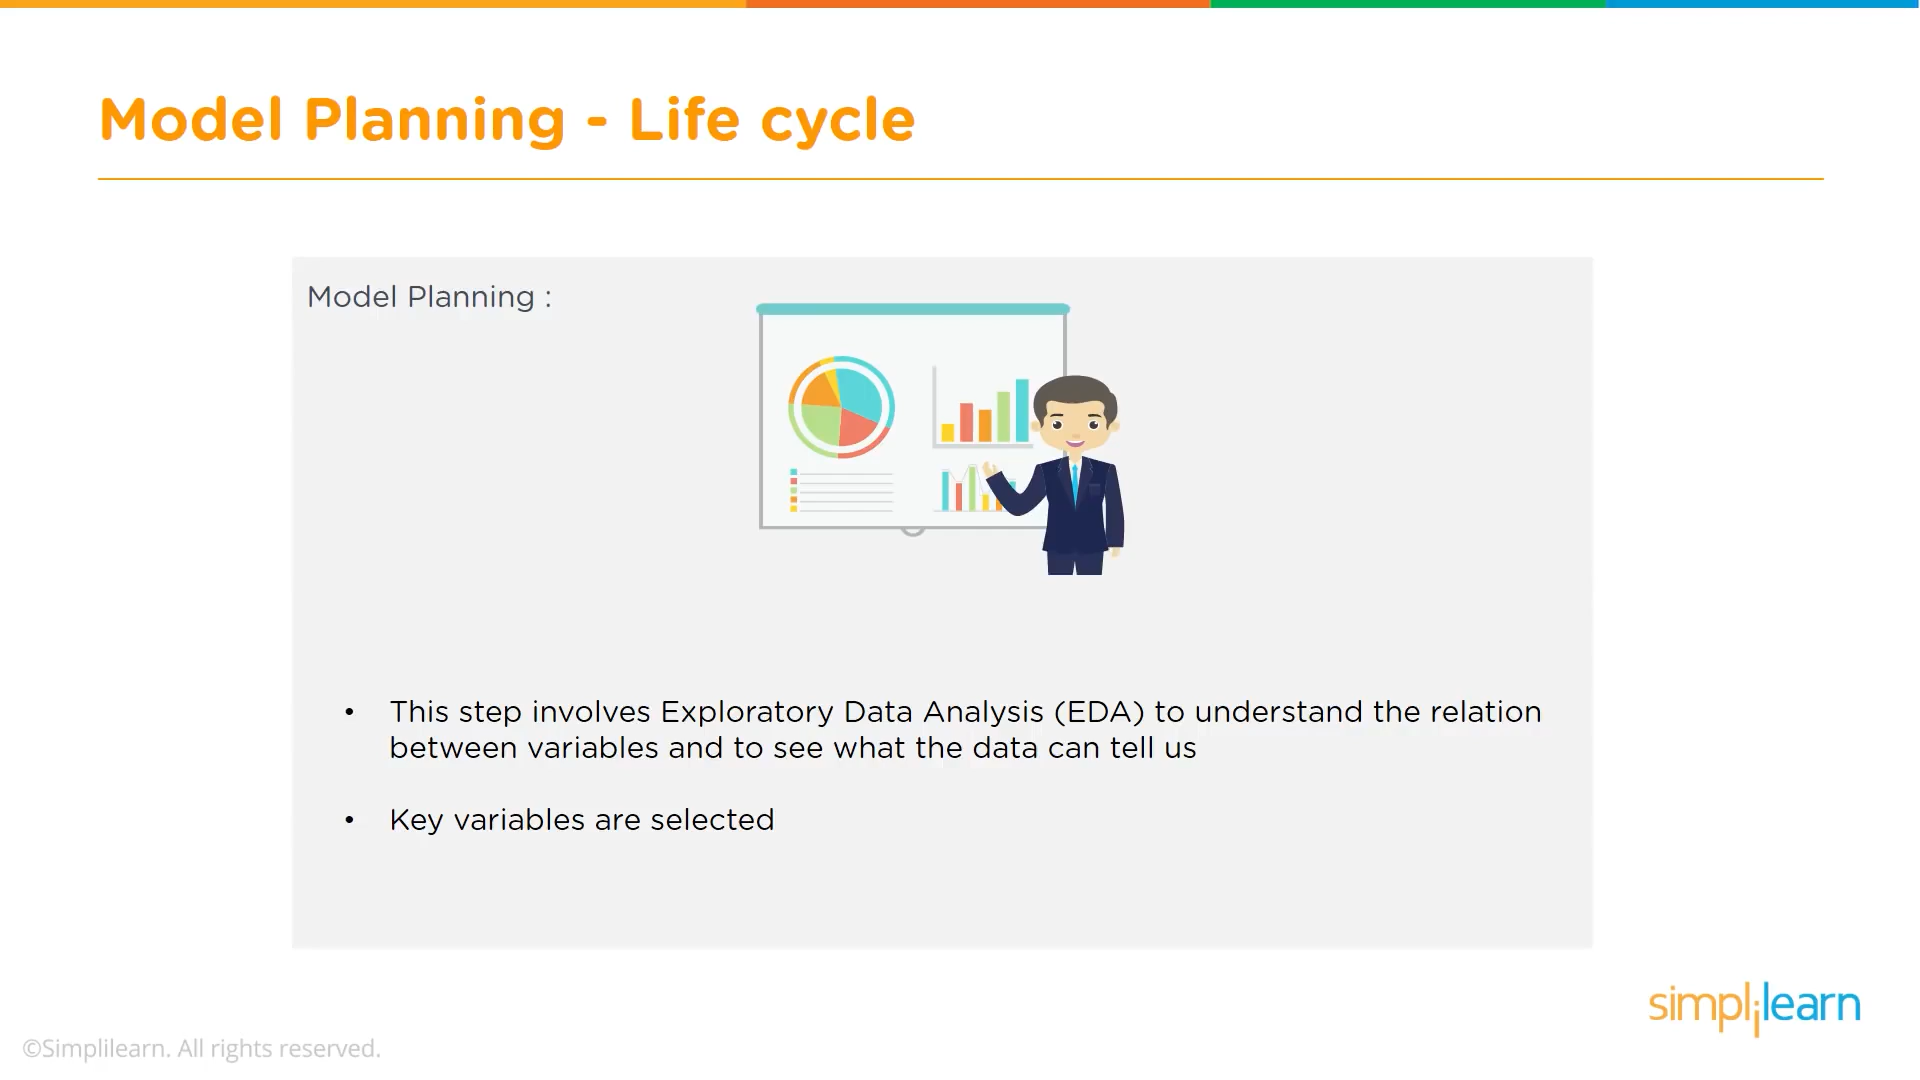 Model Planning - Life cycle
Model Planning :
• This step involves Exploratory Data Analysis (EDA) to understand the relation
between variables and to see what the data can tell us
• Key variables are selected
simplilearn
©Simplilearn. All rights reserved.